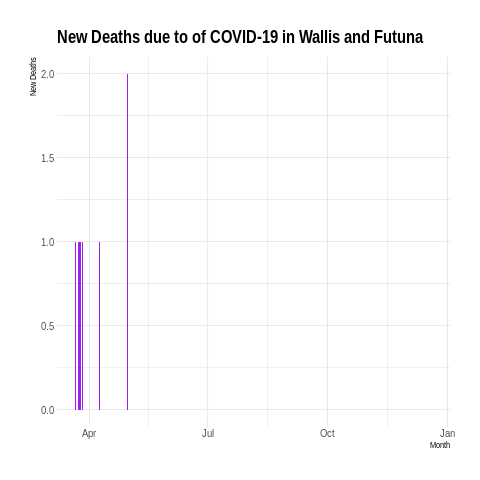 New Deaths due to of COVID-19 in Wallis and Futuna
New Deaths
2.0
1.5
1.0
0.5
0.0
Apr Jul Oct Jan
Month